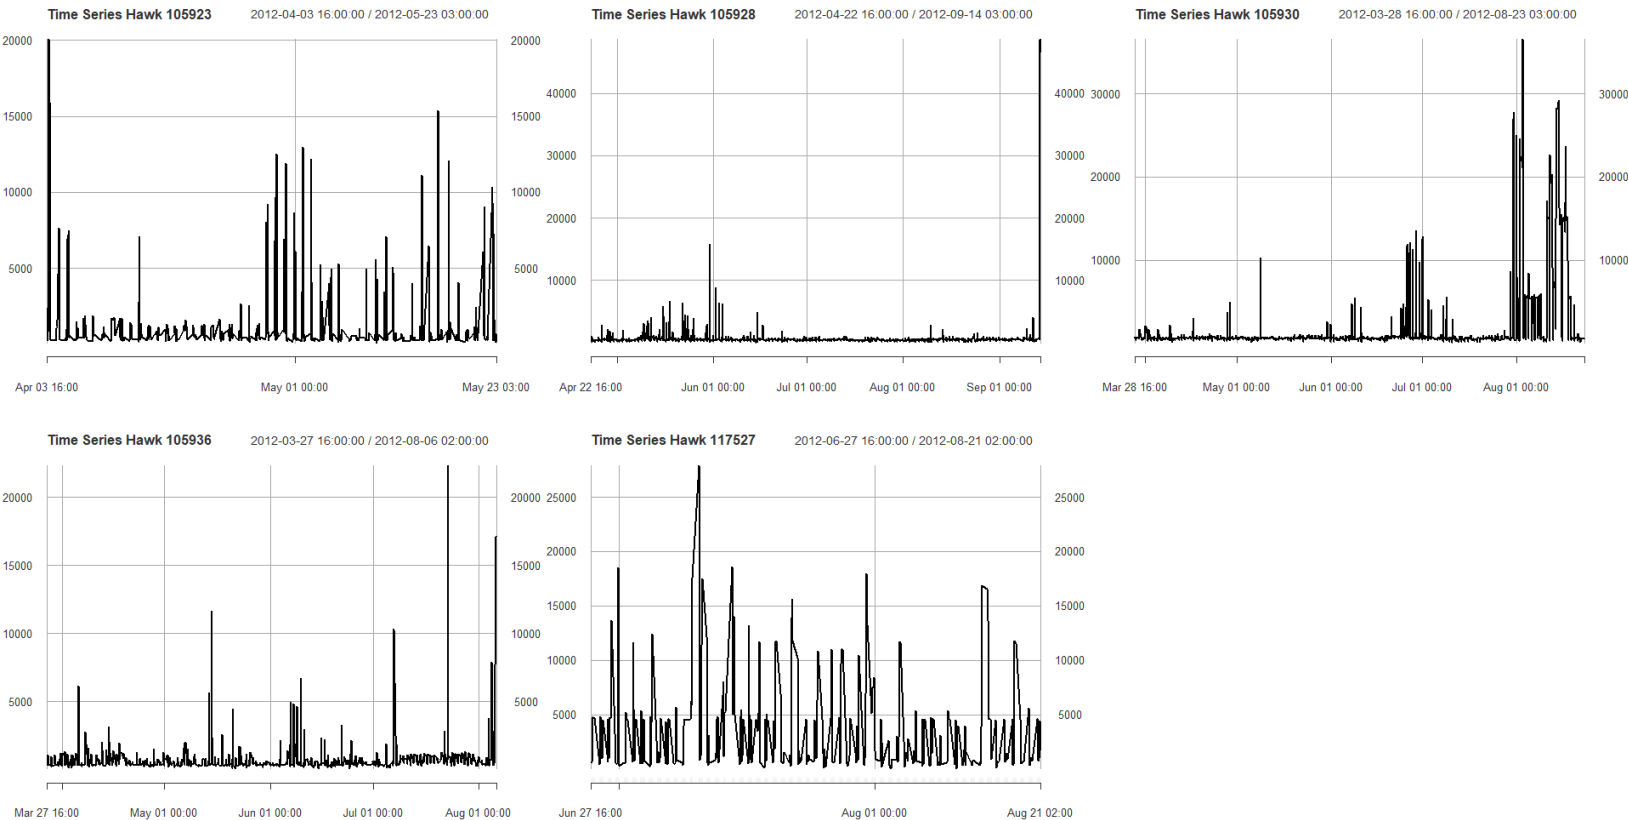 Time Series Hawk 105923 2012-04-03 16:00:00 / 2012-05-23 03:00:00
20000 20000
15000 15000
10000 10000
5000 5000
Apr 03 16:00 May 01 00:00 May 23 03:00
Time Series Hawk 105928 2012-04-22 16:00:00 / 2012-09-14 03:00:00
40000 40000
30000 30000
20000 20000
10000 10000
Apr 22 16:00 Jun 01 00:00 Jul 01 00:00 Aug 01 00:00 Sep 01 00:00
Time Series Hawk 105930 2012-03-28 16:00:00 / 2012-08-23 03:00:00
30000 30000
20000 20000
10000 10000
Mar 28 16:00 May 01 00:00 Jun 01 00:00 Jul 01 00:00 Aug 01 00:00
Time Series Hawk 105936 2012-03-27 16:00:00 / 2012-08-06 02:00:00
20000 20000
15000 15000
10000 10000
5000 5000
Mar 27 16:00 May 01 00:00 Jun 01 00:00 Jul 01 00:00 Aug 01 00:00
Time Series Hawk 117527 2012-06-27 16:00:00 / 2012-08-21 02:00:00
25000 25000
20000 20000
15000 15000
10000 10000
5000 5000
Jun 27 16:00 Aug 01 00:00 Aug 21 02:00